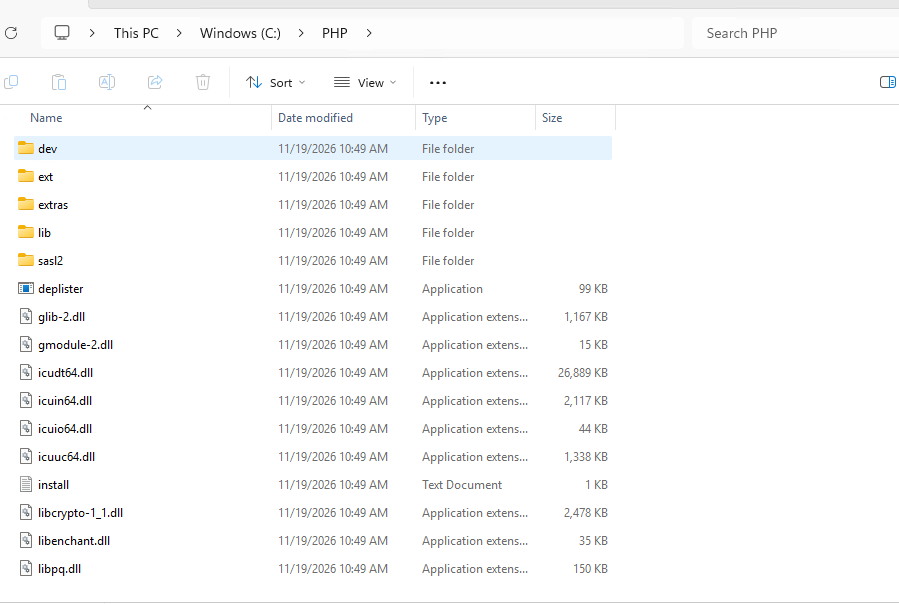 This PC Windows (C:) PHP Search PHP
Sort View
Name Date modified Type Size
dev 11/19/2026 10:49 AM File folder
ext 11/19/2026 10:49 AM File folder
extras 11/19/2026 10:49 AM File folder
lib 11/19/2026 10:49 AM File folder
sasl2 11/19/2026 10:49 AM File folder
deplister 11/19/2026 10:49 AM Application 99 KB
glib-2.dll 11/19/2026 10:49 AM Application extens... 1,167 KB
gmodule-2.dll 11/19/2026 10:49 AM Application extens... 15 KB
icudt64.dll 11/19/2026 10:49 AM Application extens... 26,889 KB
icuin64.dll 11/19/2026 10:49 AM Application extens... 2,117 KB
icuio64.dll 11/19/2026 10:49 AM Application extens... 44 KB
icuuc64.dll 11/19/2026 10:49 AM Application extens... 1,338 KB
install 11/19/2026 10:49 AM Text Document 1 KB
libcrypto-1_1.dll 11/19/2026 10:49 AM Application extens... 2,478 KB
libenchant.dll 11/19/2026 10:49 AM Application extens... 35 KB
libpq.dll 11/19/2026 10:49 AM Application extens... 150 KB